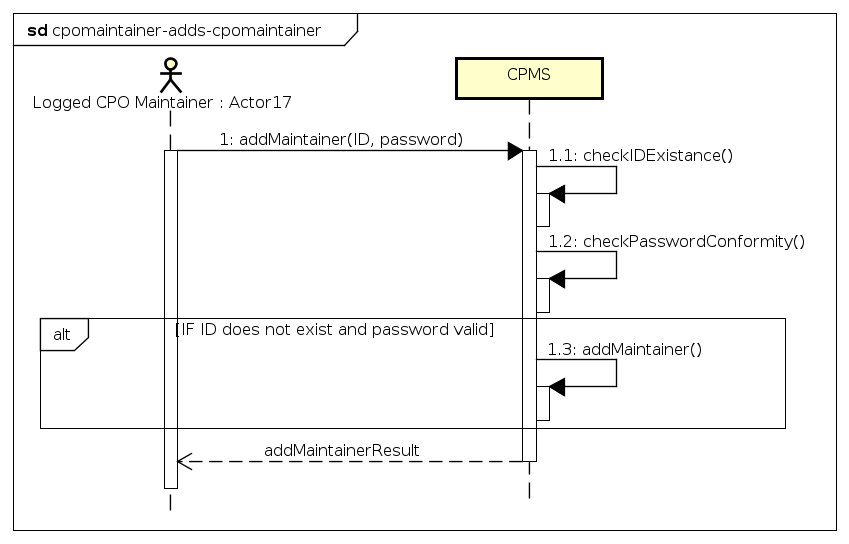 sd cpomaintainer-adds-cpomaintainer
Logged CPO Maintainer : Actor17
CPMS
1: addMaintainer(ID, password)
1.1: checkIDExistance()
1.2: checkPasswordConformity()
alt
[IF ID does not exist and password valid]
1.3: addMaintainer()
addMaintainerResult